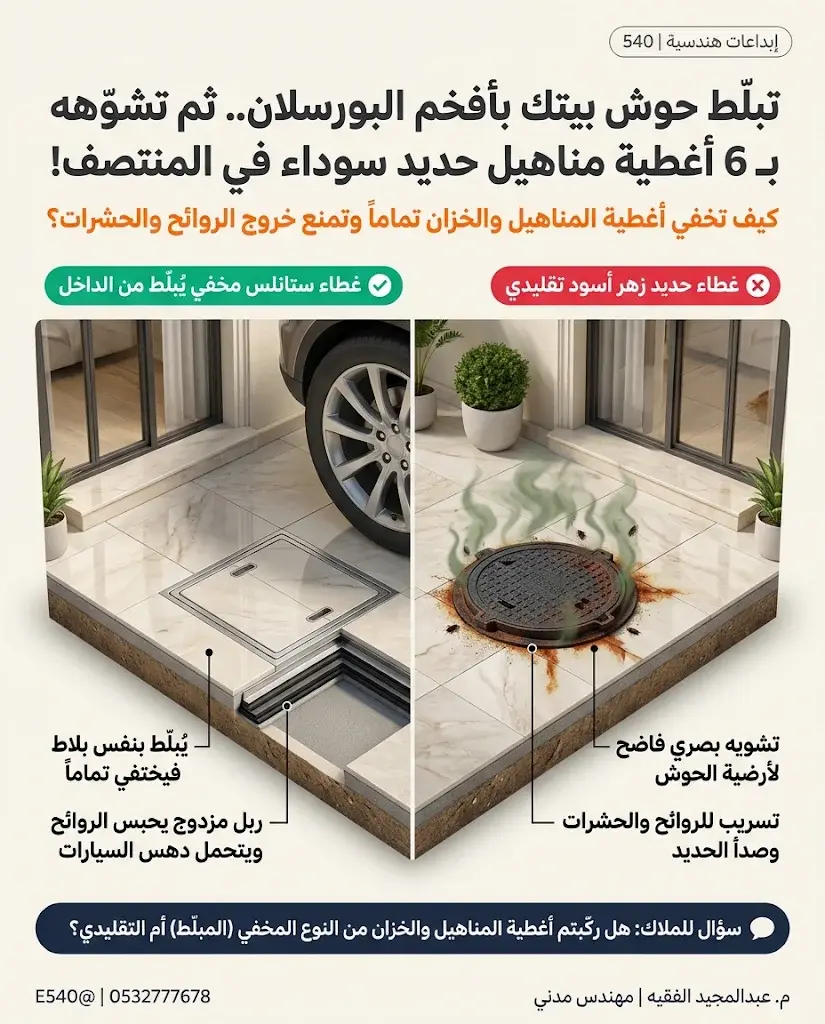 إبداعات هندسية | 540
تبلّط حوش بيتك بأفخم البورسلان.. ثم تشوّهه
بـ 6 أغطية مناهيل حديد سوداء في المنتصف!
كيف تخفي أغطية المناهيل والخزان تماماً وتمنع خروج الروائح والحشرات؟
غطاء حديد زهر أسود تقليدي
غطاء ستانلس مخفي يُبلّط من الداخل
تشويه بصري فاضح
لأرضية الحوش
تسريب للروائح والحشرات
وصدأ الحديد
يُبلّط بنفس بلاط
فيختفي تماماً
ربل مزدوج يحبس الروائح
ويتحمل دهس السيارات
سؤال للملاك: هل ركّبتم أغطية المناهيل والخزان من النوع المخفي (المبلّط) أم التقليدي؟
م. عبدالمجيد الفقيه | مهندس مدني
0532777678 | @E540